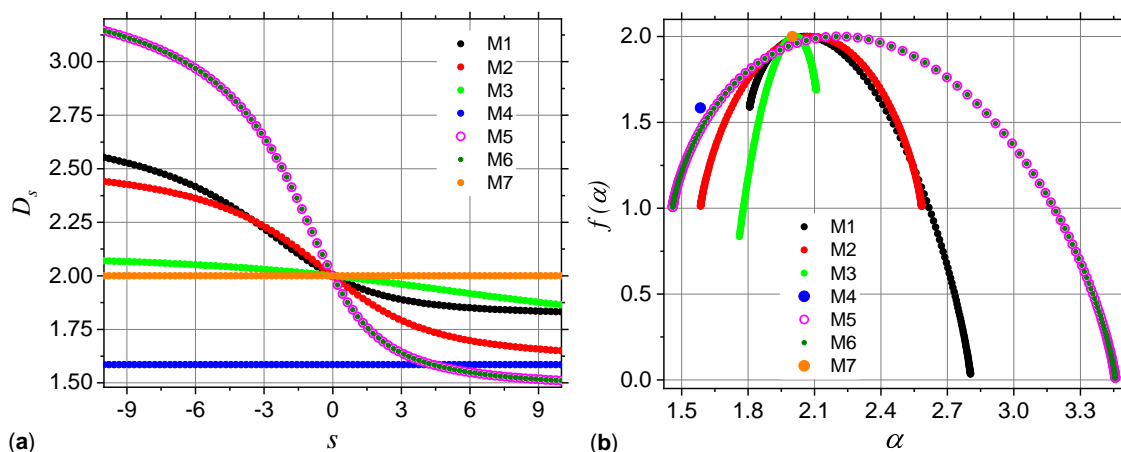 3.00
2.75
2.50
2.25
2.00
1.75
1.50
D_s
-9 -6 -3 0 3 6 9
s
M1
M2
M3
M4
M5
M6
M7
(a)
2.0
1.5
1.0
0.5
0.0
f(α)
1.5 1.8 2.1 2.4 2.7 3.0 3.3
α
M1
M2
M3
M4
M5
M6
M7
(b)